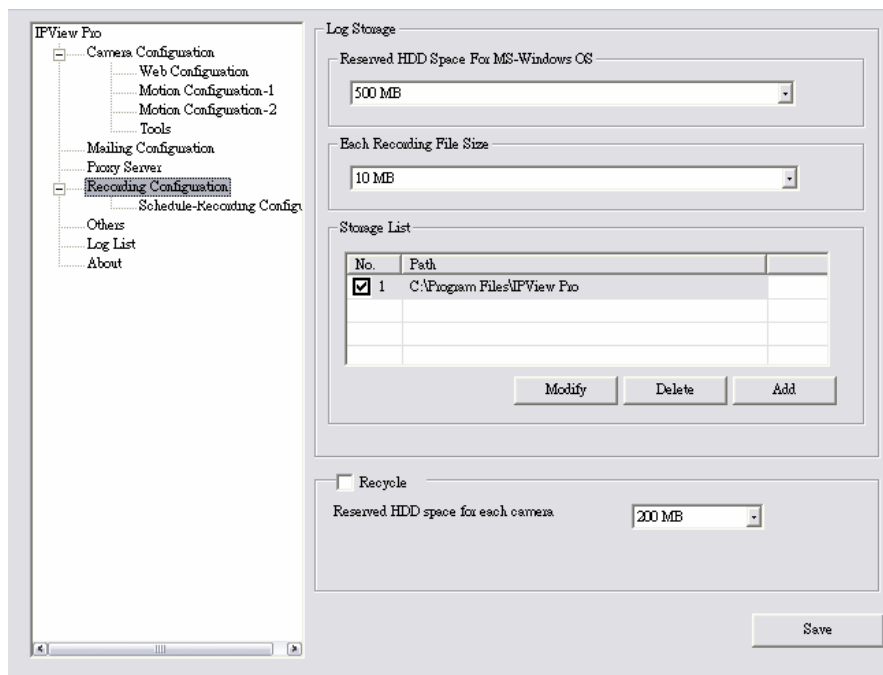 IPView Pro
Camera Configuration
Web Configuration
Motion Configuration-1
Motion Configuration-2
Tools
Mailing Configuration
Proxy Server
Recording Configuration
Schedule-Recording Configu
Others
Log List
About
Log Storage
Reserved HDD Space For MS-Windows OS
500 MB
Each Recording File Size
10 MB
Storage List
No. Path
1 C:\Program Files\IPView Pro
Modify Delete Add
Recycle
Reserved HDD space for each camera 200 MB
Save